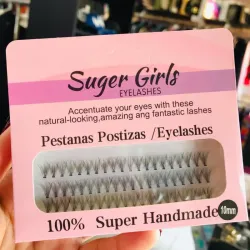 Suger Girls
EYELASHES
Accentuate your eyes with these
natural-looking,amazing ang fantastic lashes
Pestanas Postizas /Eyelashes
100% Super Handmade
10mm